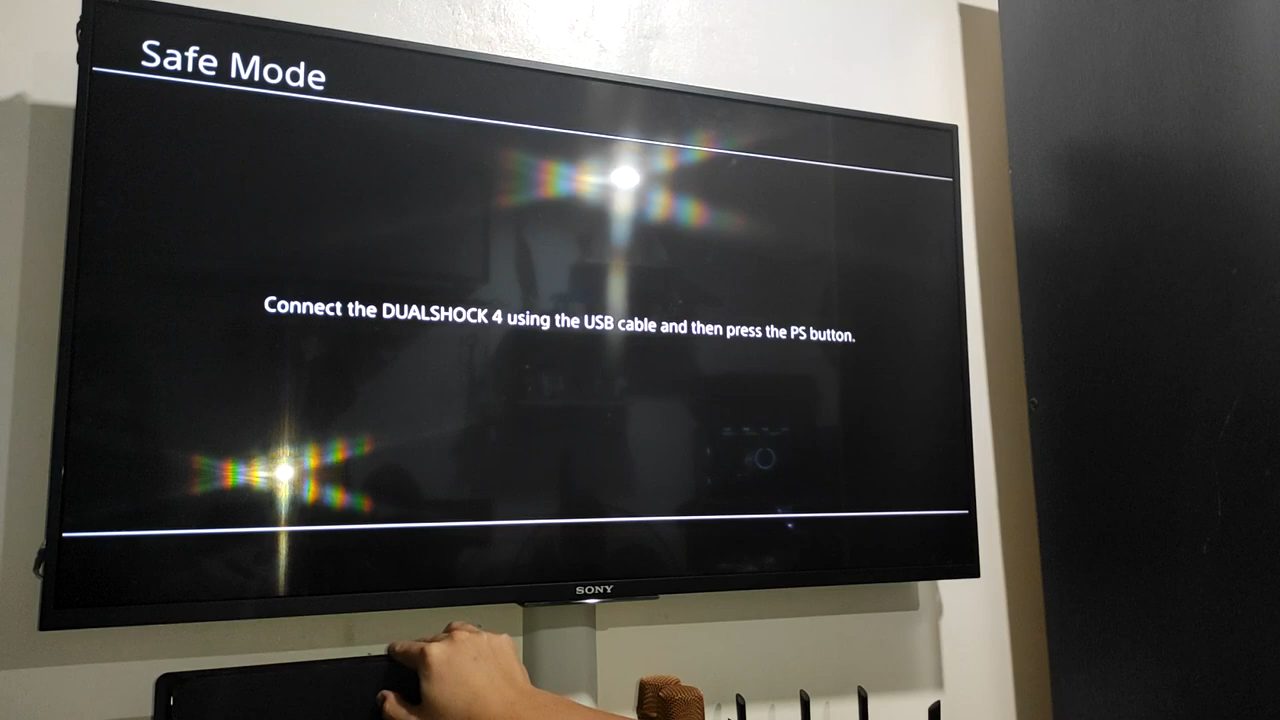 Safe Mode
Connect the DUALSHOCK 4 using the USB cable and then press the PS button.
SONY